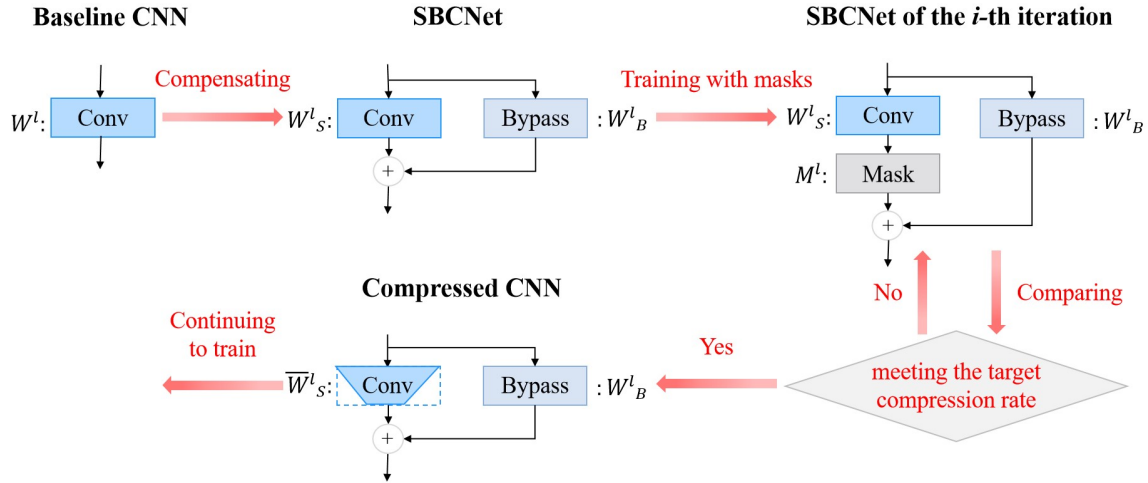 Baseline CNN
SBCNet
SBCNet of the i-th iteration
Compensating
Training with masks
W^l:
Conv
W^l_S:
Conv
Bypass
:W^l_B
W^l_S:
Conv
Bypass
:W^l_B
+
M^l:
Mask
+
No
Comparing
Compressed CNN
Continuing
to train
Yes
W̅^l_S:
Conv
Bypass
:W^l_B
meeting the target
compression rate
+